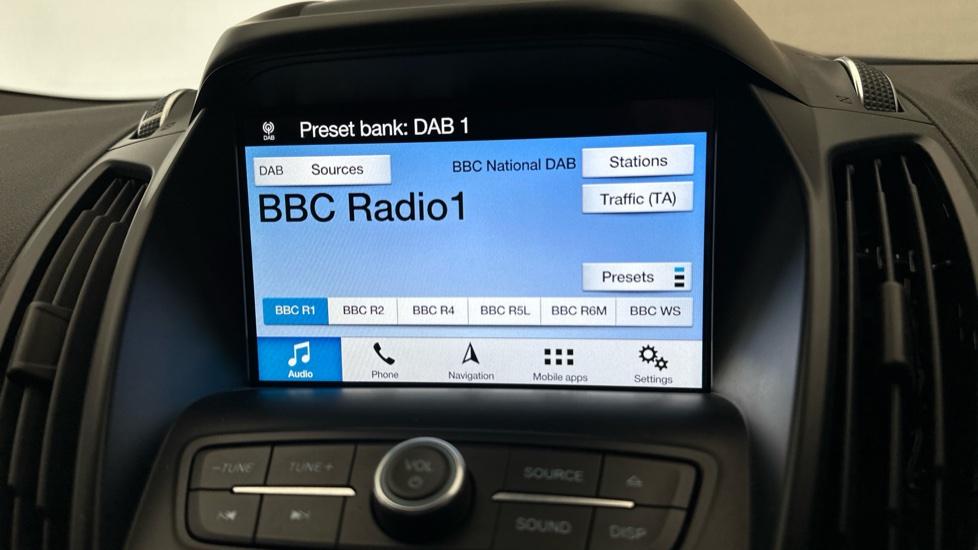 DAB Preset bank: DAB 1
DAB Sources BBC National DAB Stations
BBC Radio1 Traffic (TA)
Presets
BBC R1 BBC R2 BBC R4 BBC R5L BBC R6M BBC WS
Audio Phone Navigation Mobile apps Settings
-TUNE TUNE+ VOL SOURCE
SOUND DISP